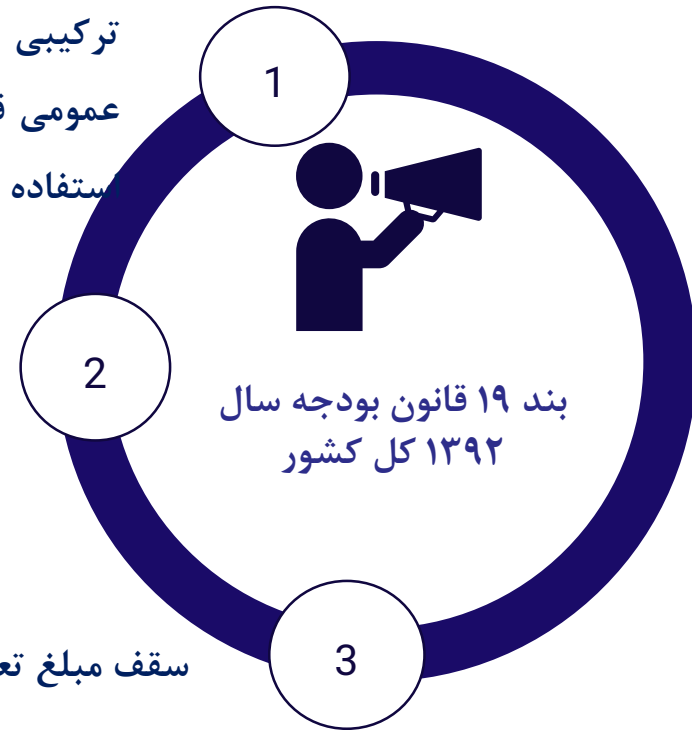 1
ترکیبی
عمومی
استفاده
2
بند ۱۹ قانون بودجه سال
۱۳۹۲ کل کشور
3
سقف مبلغ